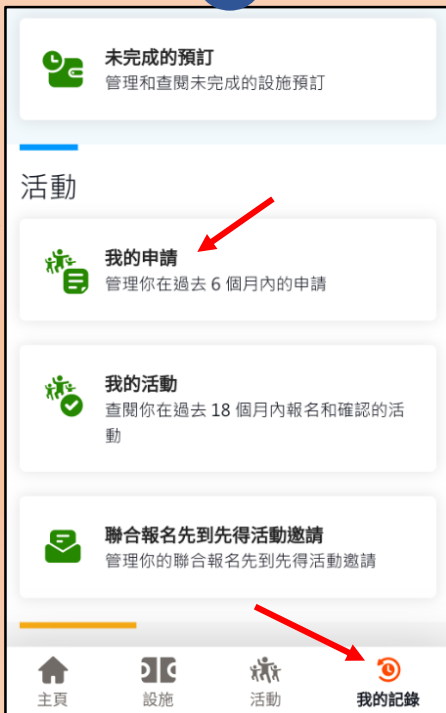 未完成的預訂
管理和查閱未完成的設施預訂
活動
我的申請
管理你在過去 6 個月內的申請
我的活動
查閱你在過去 18 個月內報名和確認的活
動
聯合報名先到先得活動邀請
管理你的聯合報名先到先得活動邀請
主頁 設施 活動 我的記錄